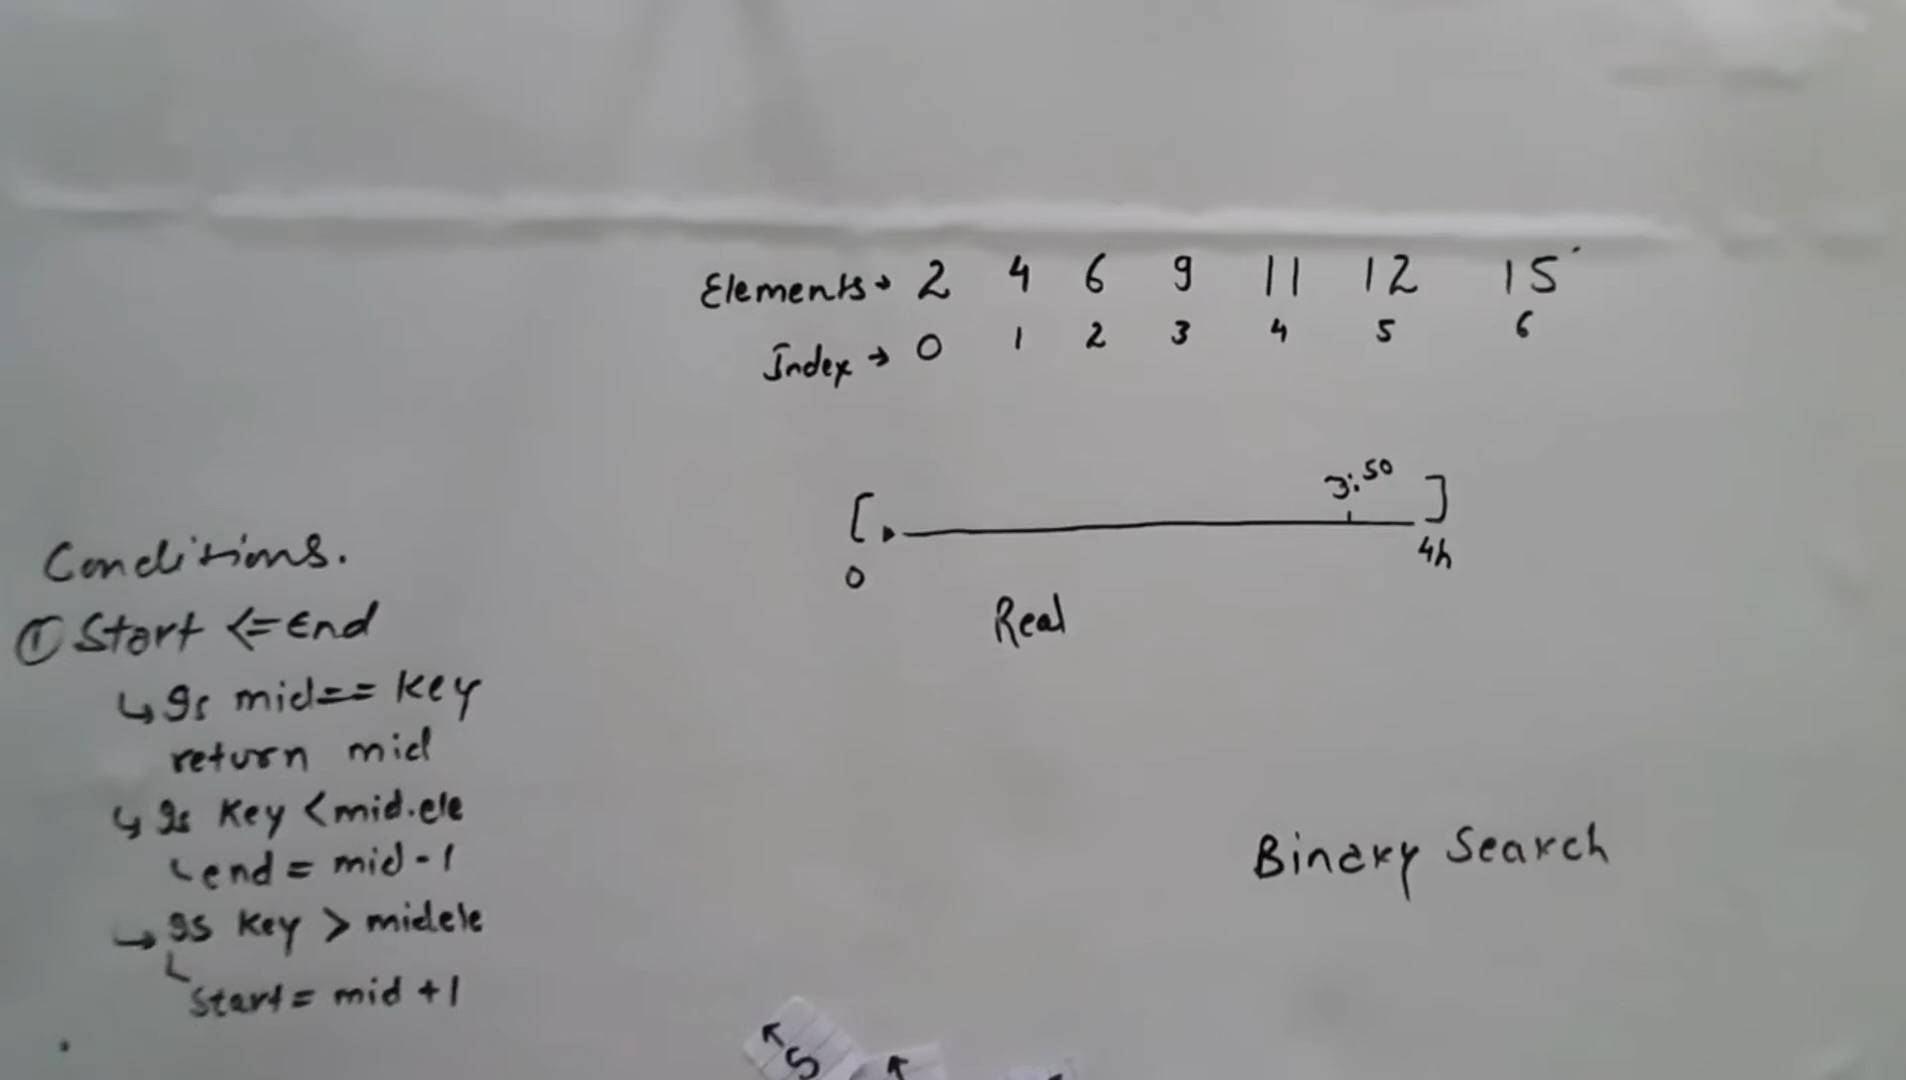 Elements → 2 4 6 9 11 12 15
Index → 0 1 2 3 4 5 6
3:50
[ ]
0 4h
Real
Conditions.
① Start <= End
↳ Is mid == key
return mid
↳ Is key < mid.ele
↳ end = mid - 1
→ Is key > midele
↳ Start = mid + 1
Binary Search
↖ S
↖